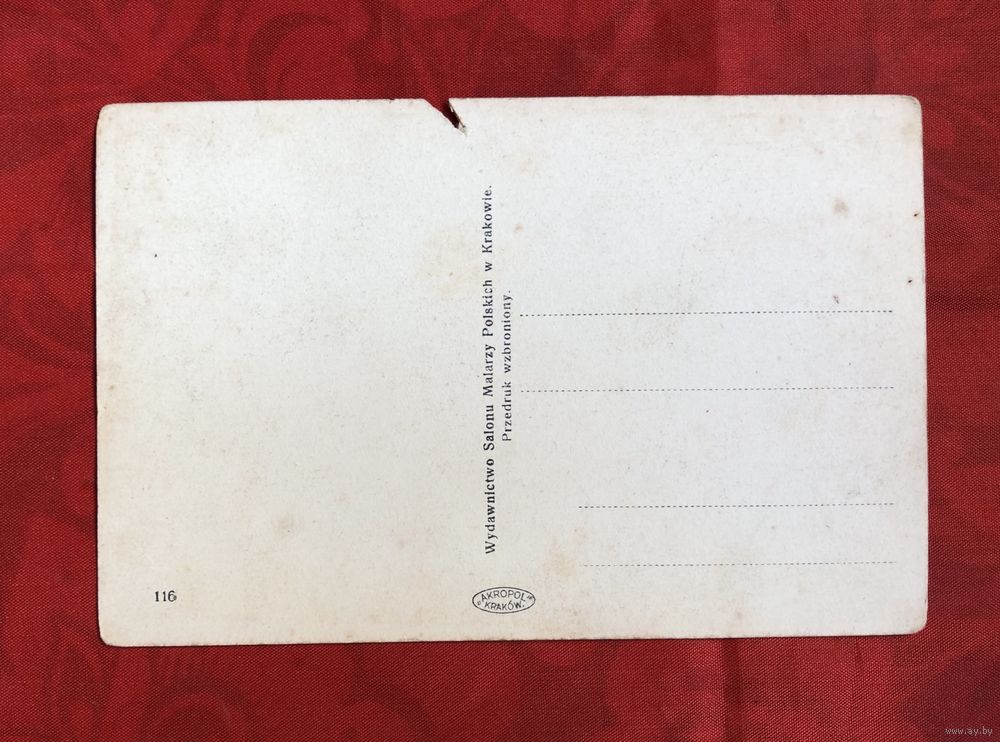 Wydawnictwo Salonu Malarzy Polskich w Krakowie.
Przedruk wzbroniony.
116
"AKROPOL"
KRAKÓW.
www.ay.by